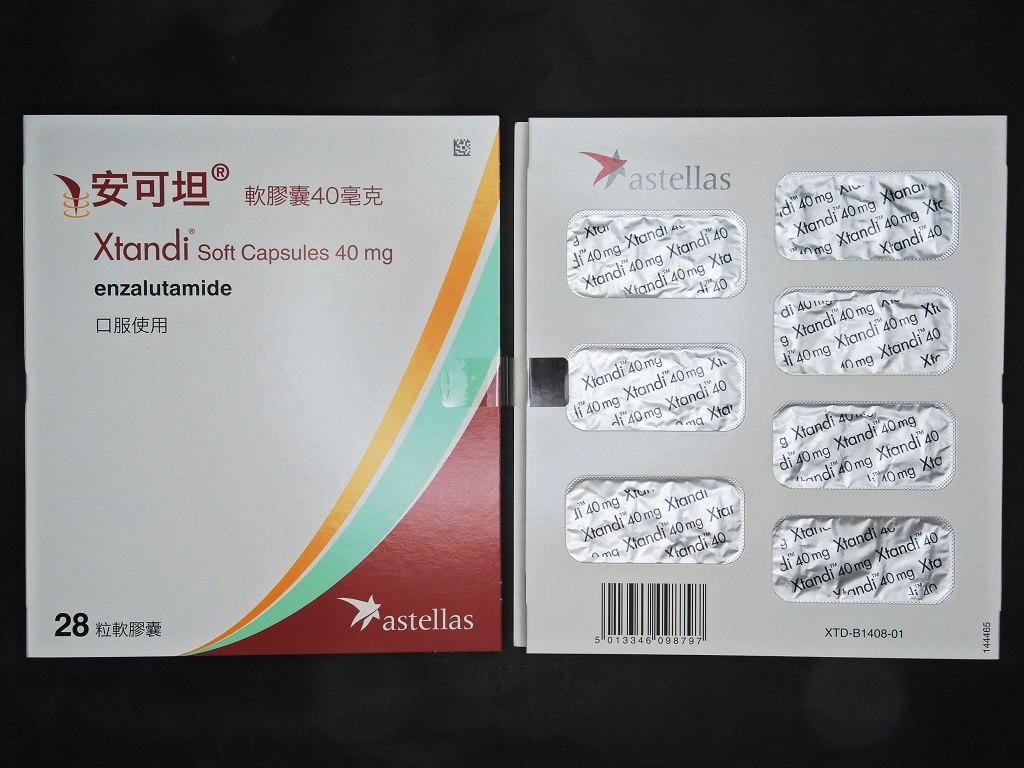 安可坦® 軟膠囊40毫克
Xtandi® Soft Capsules 40 mg
enzalutamide
口服使用
28 粒軟膠囊
astellas
astellas
Xtandi™ 40 mg
5 013346 098797
XTD-B1408-01
144465